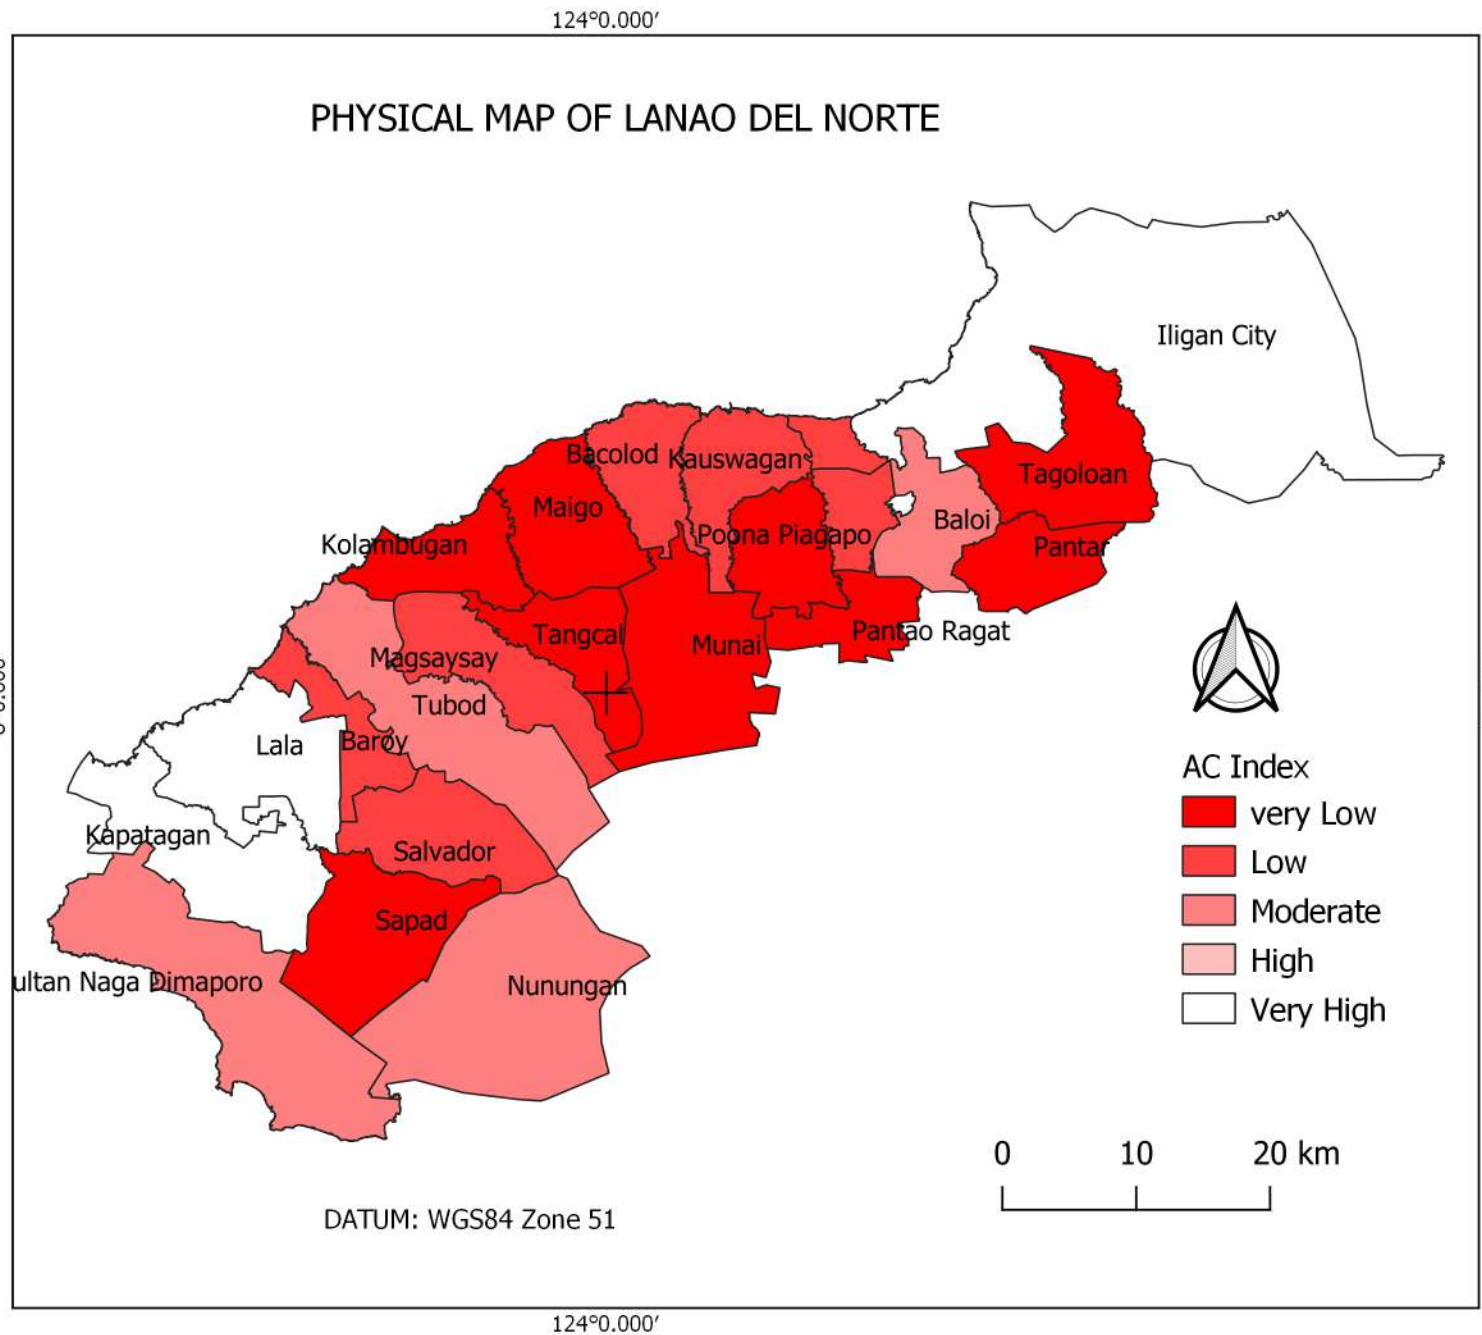 124°0.000′
PHYSICAL MAP OF LANAO DEL NORTE
Iligan City
Bacolod
Kauswagan
Tagoloan
Maigo
Baloi
Poona Piagapo
Kolambugan
Pantar
Tangcal
Munai
Pantao Ragat
Magsaysay
Tubod
Lala
Baroy
Kapatagan
Salvador
Sapad
ultan Naga Dimaporo
Nunungan
AC Index
very Low
Low
Moderate
High
Very High
0 10 20 km
DATUM: WGS84 Zone 51
124°0.000′